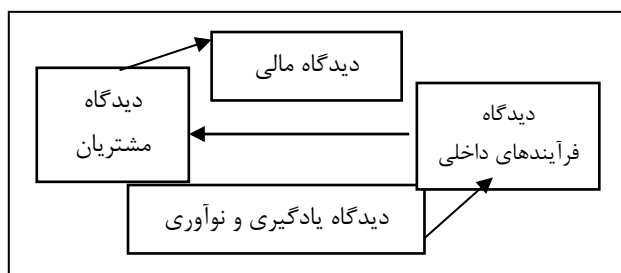 دیدگاه مالی
دیدگاه
مشتریان
دیدگاه
فرآیندهای داخلی
دیدگاه یادگیری و نوآوری